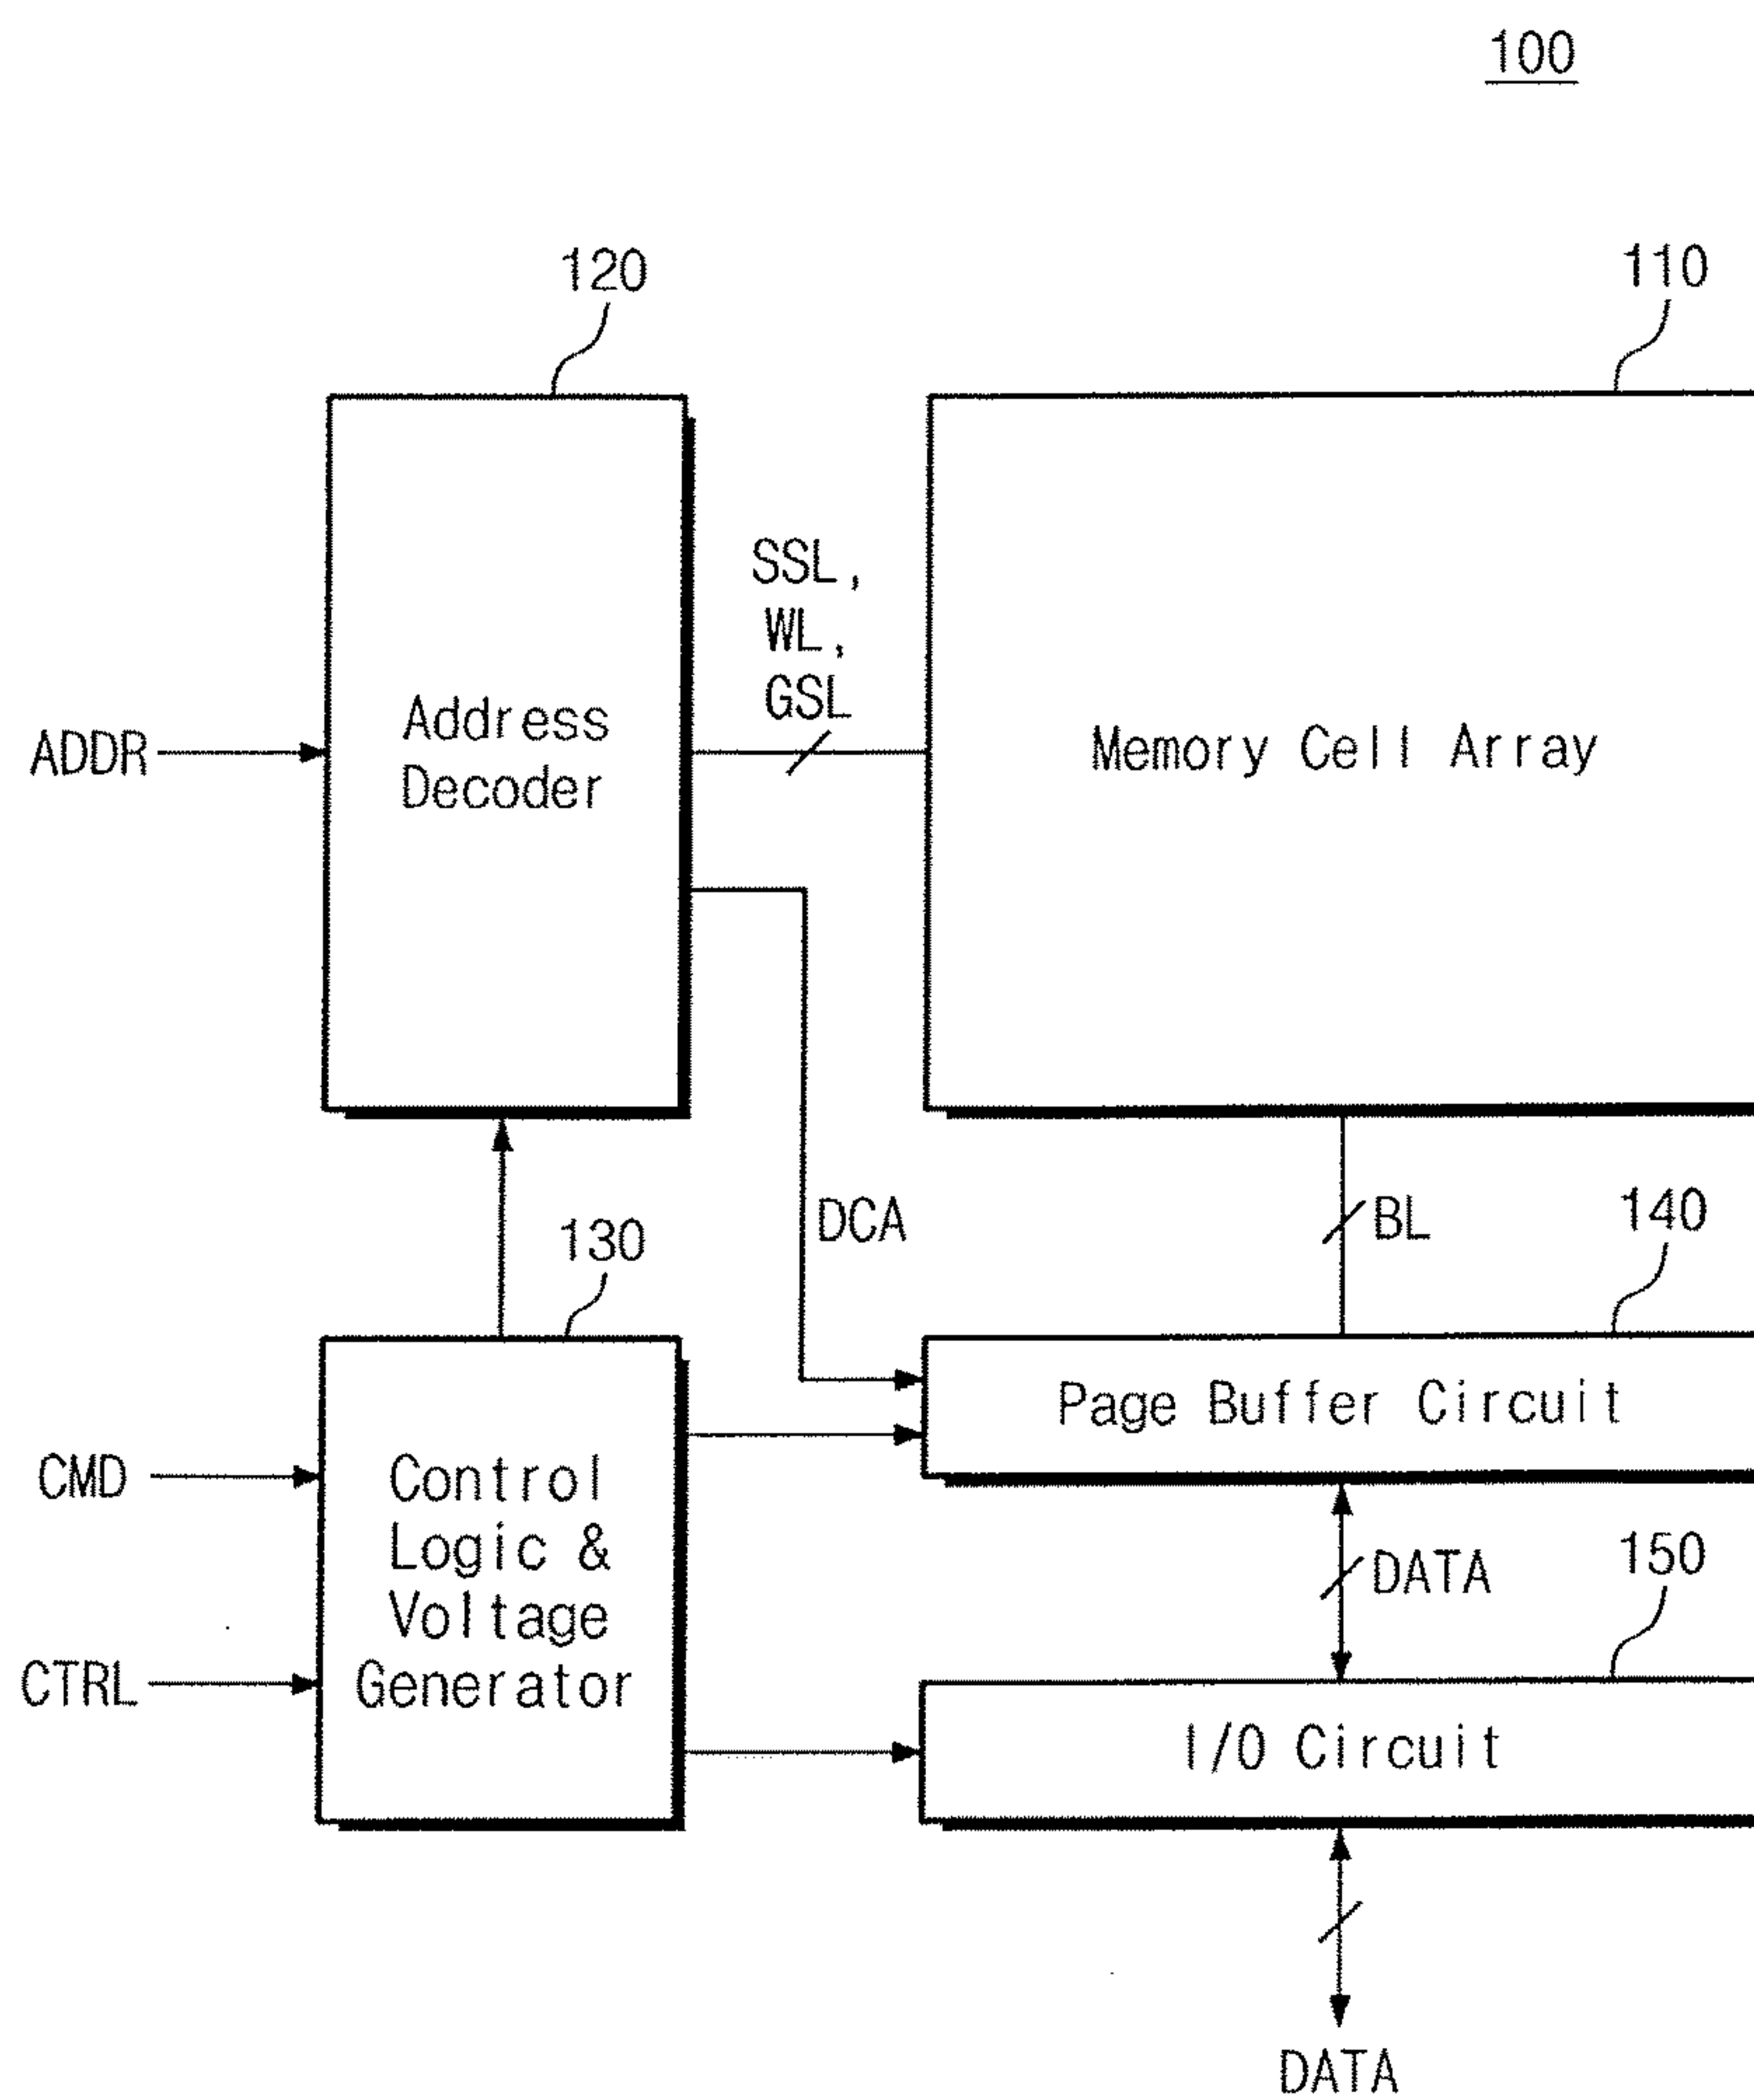 100
120
110
SSL,
WL,
GSL
ADDR
Address
Decoder
Memory Cell Array
DCA
BL
130
140
Page Buffer Circuit
CMD
CTRL
Control
Logic &
Voltage
Generator
DATA
150
I/O Circuit
DATA